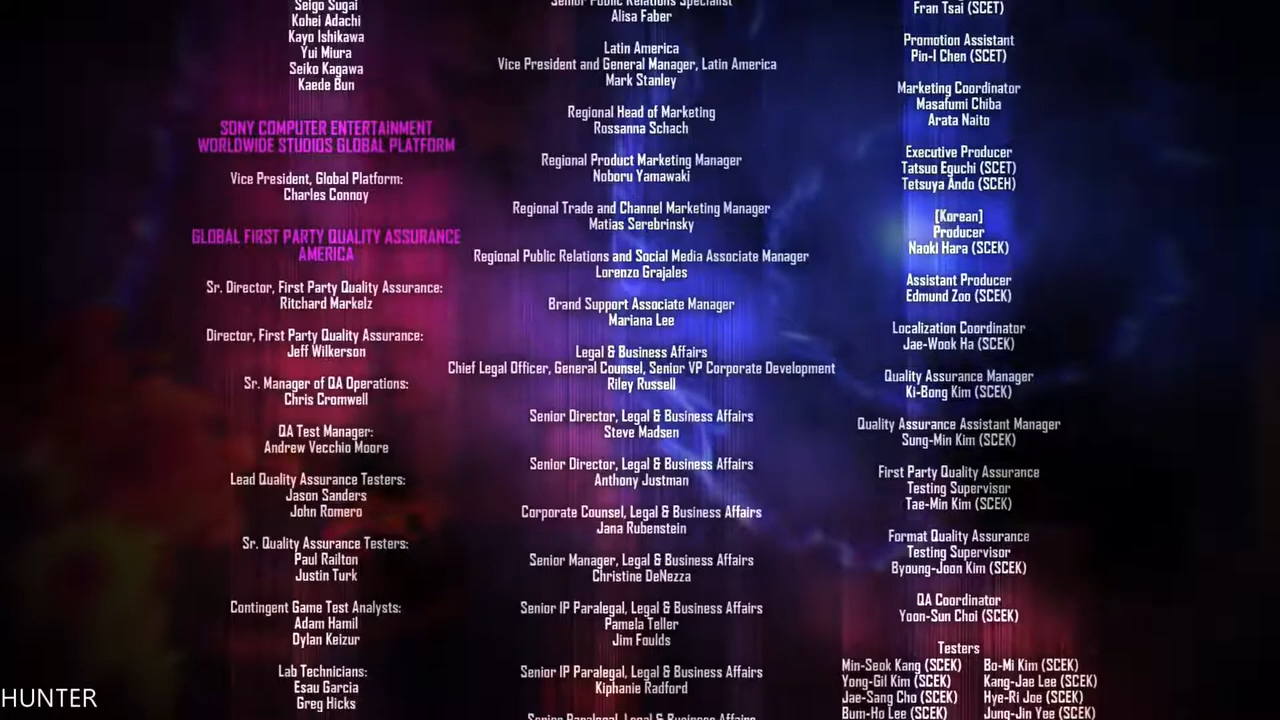 Seigo Sugai
Kohei Adachi
Kayo Ishikawa
Yui Miura
Seiko Kagawa
Kaede Bun
SONY COMPUTER ENTERTAINMENT
WORLDWIDE STUDIOS GLOBAL PLATFORM
Vice President, Global Platform:
Charles Connoy
GLOBAL FIRST PARTY QUALITY ASSURANCE
AMERICA
Sr. Director, First Party Quality Assurance:
Ritchard Markelz
Director, First Party Quality Assurance:
Jeff Wilkerson
Sr. Manager of QA Operations:
Chris Cromwell
QA Test Manager:
Andrew Vecchio Moore
Lead Quality Assurance Testers:
Jason Sanders
John Romero
Sr. Quality Assurance Testers:
Paul Railton
Justin Turk
Contingent Game Test Analysts:
Adam Hamil
Dylan Keizur
Lab Technicians:
Esau Garcia
Greg Hicks
Senior Public Relations Specialist
Alisa Faber
Latin America
Vice President and General Manager, Latin America
Mark Stanley
Regional Head of Marketing
Rossanna Schach
Regional Product Marketing Manager
Noboru Yamawaki
Regional Trade and Channel Marketing Manager
Matias Serebrinsky
Regional Public Relations and Social Media Associate Manager
Lorenzo Grajales
Brand Support Associate Manager
Mariana Lee
Legal & Business Affairs
Chief Legal Officer, General Counsel, Senior VP Corporate Development
Riley Russell
Senior Director, Legal & Business Affairs
Steve Madsen
Senior Director, Legal & Business Affairs
Anthony Justman
Corporate Counsel, Legal & Business Affairs
Jana Rubenstein
Senior Manager, Legal & Business Affairs
Christine DeNezza
Senior IP Paralegal, Legal & Business Affairs
Pamela Teller
Jim Foulds
Senior IP Paralegal, Legal & Business Affairs
Kiphanie Radford
Senior Paralegal, Legal & Business Affairs
Fran Tsai (SCET)
Promotion Assistant
Pin-I Chen (SCET)
Marketing Coordinator
Masafumi Chiba
Arata Naito
Executive Producer
Tatsuo Eguchi (SCET)
Tetsuya Ando (SCEH)
[Korean]
Producer
Naoki Hara (SCEK)
Assistant Producer
Edmund Zoo (SCEK)
Localization Coordinator
Jae-Wook Ha (SCEK)
Quality Assurance Manager
Ki-Bong Kim (SCEK)
Quality Assurance Assistant Manager
Sung-Min Kim (SCEK)
First Party Quality Assurance
Testing Supervisor
Tae-Min Kim (SCEK)
Format Quality Assurance
Testing Supervisor
Byoung-Joon Kim (SCEK)
QA Coordinator
Yoon-Sun Choi (SCEK)
Testers
Min-Seok Kang (SCEK) Bo-Mi Kim (SCEK)
Yong-Gil Kim (SCEK) Kang-Jae Lee (SCEK)
Jae-Sang Cho (SCEK) Hye-Ri Joe (SCEK)
Bum-Ho Lee (SCEK) Jung-Jin Yee (SCEK)
HUNTER